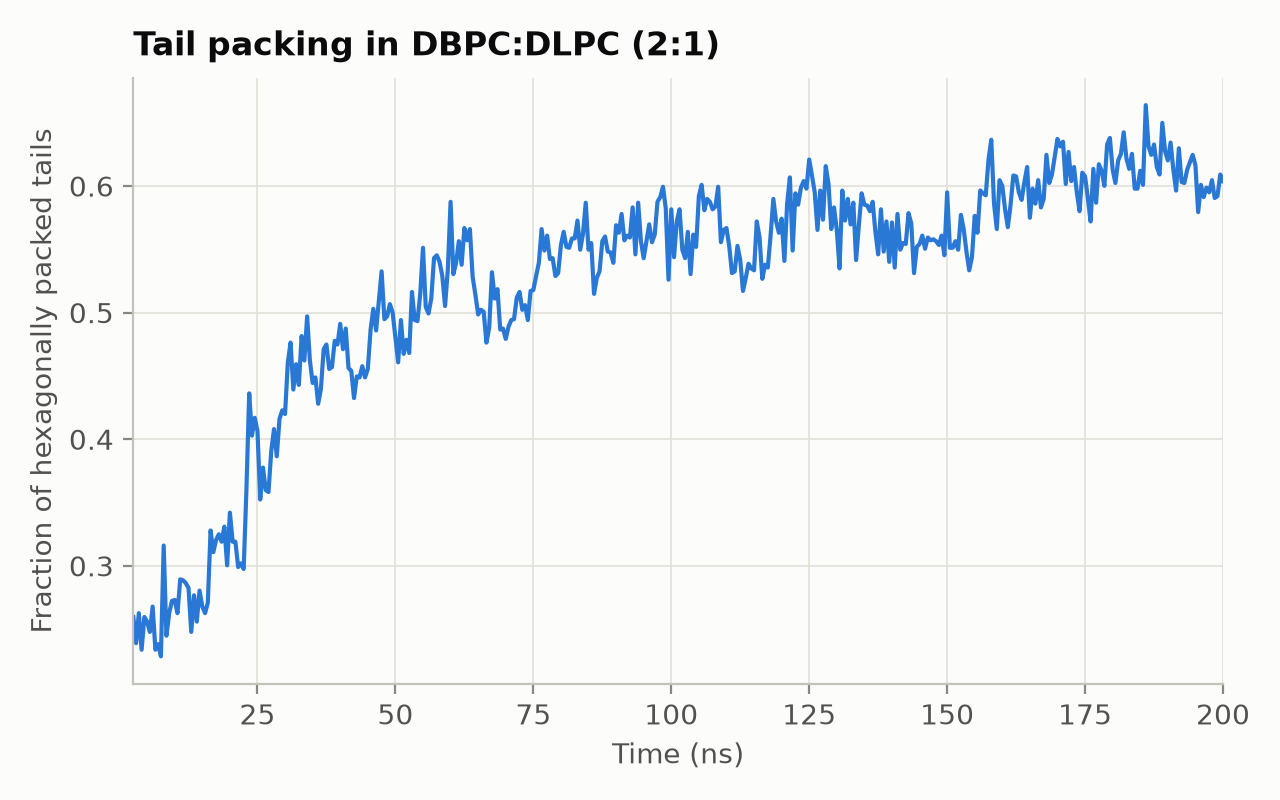 Tail packing in DBPC:DLPC (2:1)
Fraction of hexagonally packed tails
0.6
0.5
0.4
0.3
25 50 75 100 125 150 175 200
Time (ns)